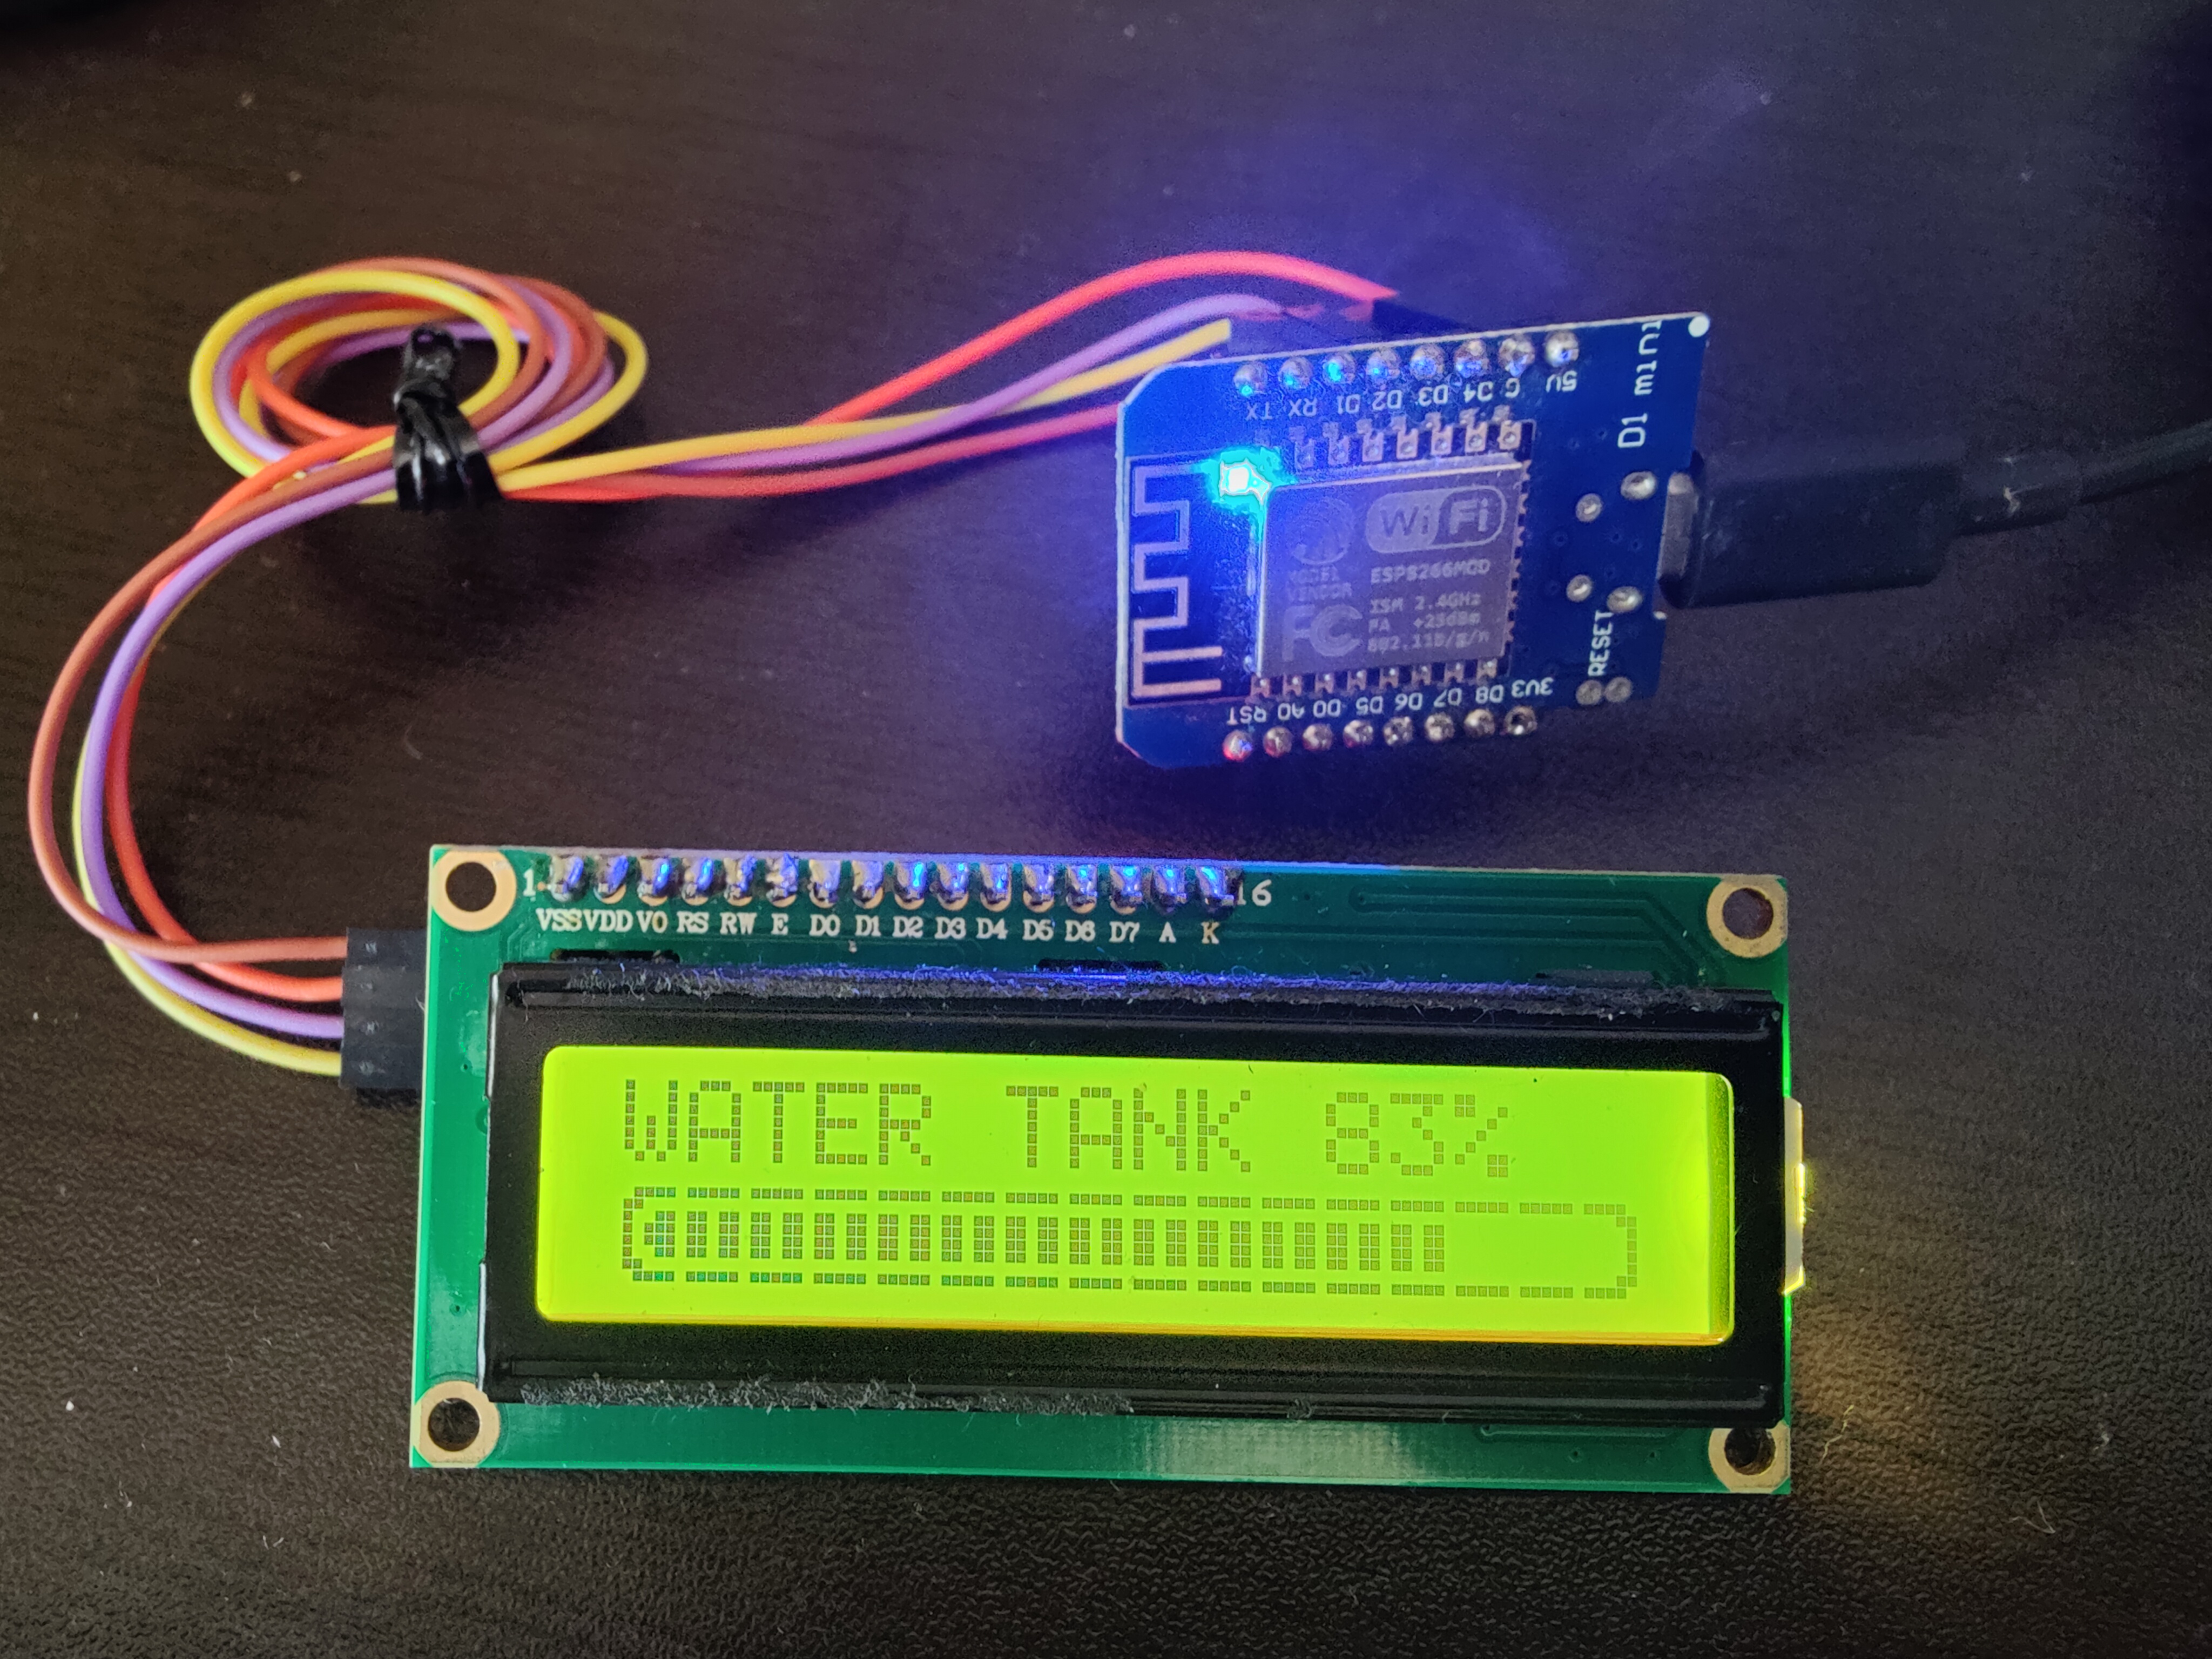 D1 mini
TX RX D1 D2 D3 D4 G 5V
WiFi
MODEL
VENDOR
ESP8266MOD
ISM 2.4GHz
PA +25dBm
802.11b/g/n
FC
RESET
RST A0 D0 D5 D6 D7 D8 3V3
1 16
VSS VDD V0 RS RW E D0 D1 D2 D3 D4 D5 D6 D7 A K
WATER TANK 83%